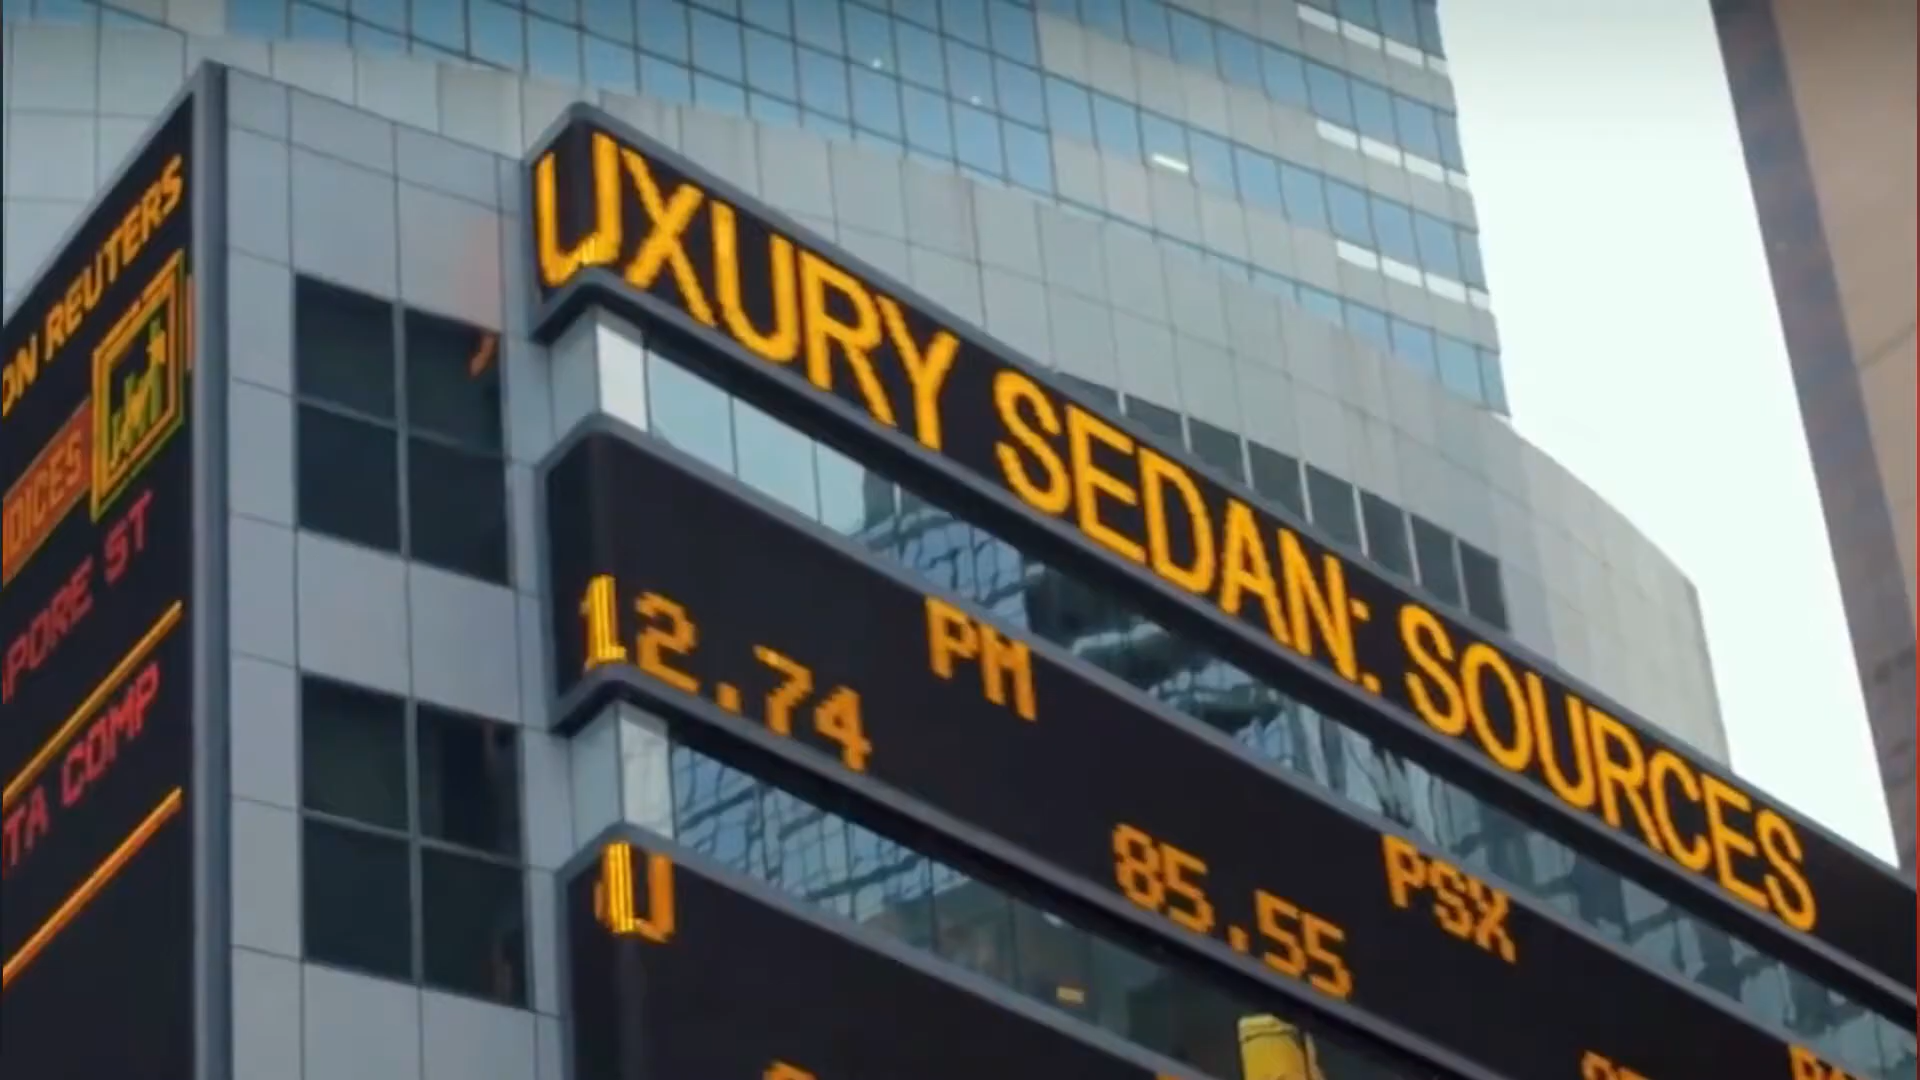 ON REUTERS
DICES
PORE ST
TA COMP
UXURY SEDAN: SOURCES
12.74 PM
85.55 PSX
U